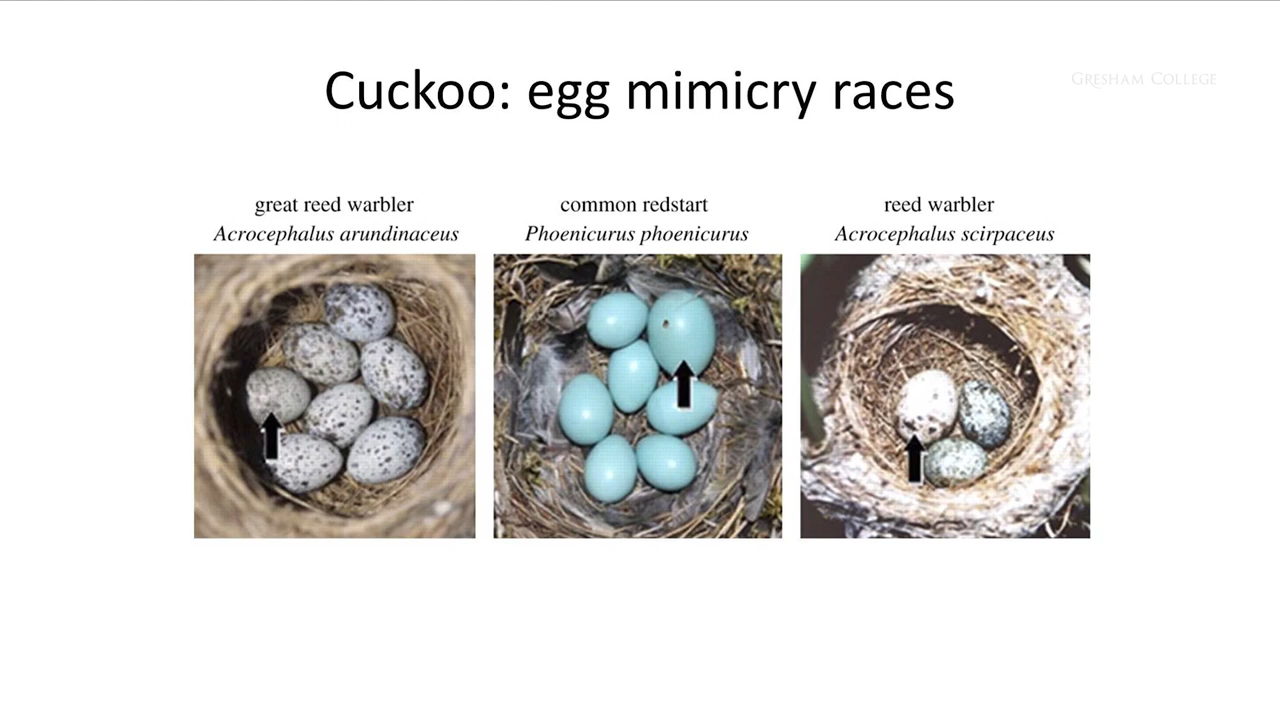 Cuckoo: egg mimicry races
GRESHAM COLLEGE
great reed warbler
Acrocephalus arundinaceus
common redstart
Phoenicurus phoenicurus
reed warbler
Acrocephalus scirpaceus